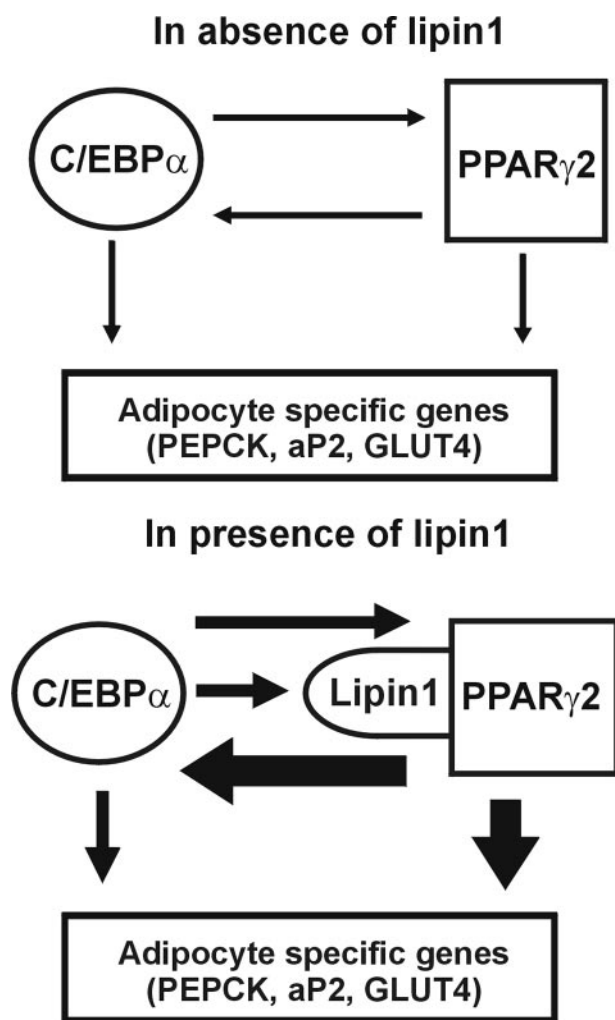 In absence of lipin1
C/EBPα
PPARγ2
Adipocyte specific genes
(PEPCK, aP2, GLUT4)
In presence of lipin1
C/EBPα
Lipin1
PPARγ2
Adipocyte specific genes
(PEPCK, aP2, GLUT4)